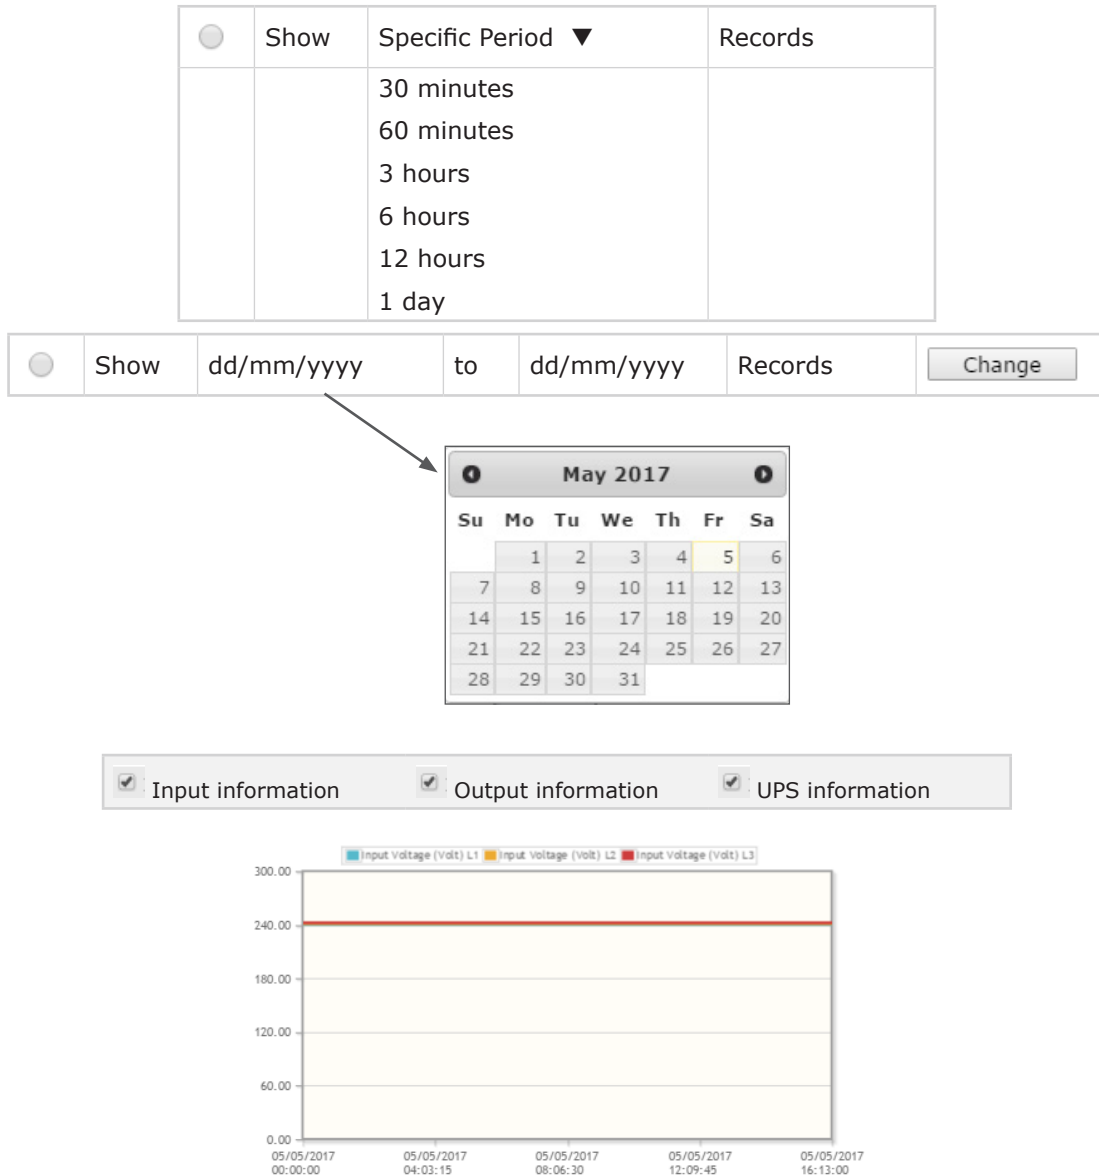 Show Specific Period ▼ Records
30 minutes
60 minutes
3 hours
6 hours
12 hours
1 day
Show dd/mm/yyyy to dd/mm/yyyy Records Change
May 2017
Su Mo Tu We Th Fr Sa
1 2 3 4 5 6
7 8 9 10 11 12 13
14 15 16 17 18 19 20
21 22 23 24 25 26 27
28 29 30 31
Input information Output information UPS information
Input Voltage (Volt) L1 Input Voltage (Volt) L2 Input Voltage (Volt) L3
300.00
240.00
180.00
120.00
60.00
0.00
05/05/2017 05/05/2017 05/05/2017 05/05/2017 05/05/2017
00:00:00 04:03:15 08:06:30 12:09:45 16:13:00